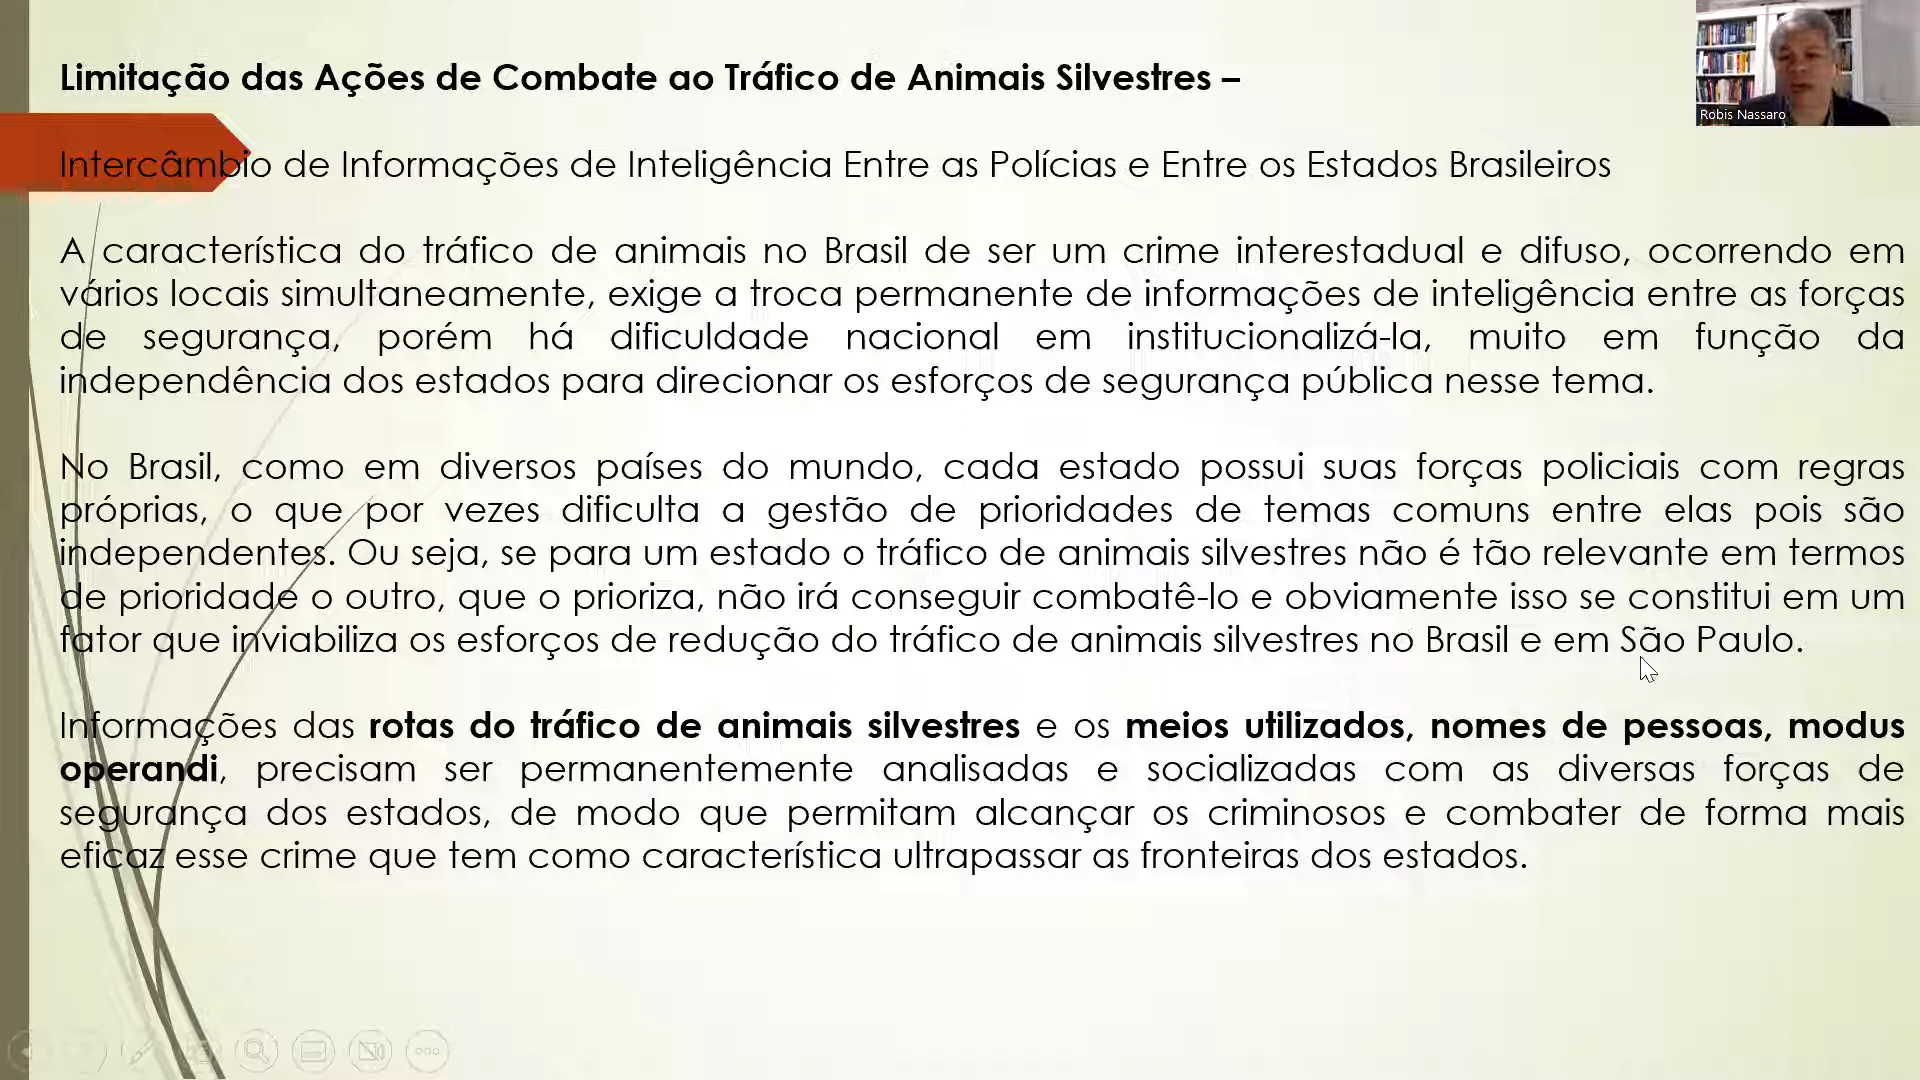 Limitação das Ações de Combate ao Tráfico de Animais Silvestres –
Robis Nassaro
Intercâmbio de Informações de Inteligência Entre as Polícias e Entre os Estados Brasileiros
A característica do tráfico de animais no Brasil de ser um crime interestadual e difuso, ocorrendo em
vários locais simultaneamente, exige a troca permanente de informações de inteligência entre as forças
de segurança, porém há dificuldade nacional em institucionalizá-la, muito em função da
independência dos estados para direcionar os esforços de segurança pública nesse tema.
No Brasil, como em diversos países do mundo, cada estado possui suas forças policiais com regras
próprias, o que por vezes dificulta a gestão de prioridades de temas comuns entre elas pois são
independentes. Ou seja, se para um estado o tráfico de animais silvestres não é tão relevante em termos
de prioridade o outro, que o prioriza, não irá conseguir combatê-lo e obviamente isso se constitui em um
fator que inviabiliza os esforços de redução do tráfico de animais silvestres no Brasil e em São Paulo.
Informações das rotas do tráfico de animais silvestres e os meios utilizados, nomes de pessoas, modus
operandi, precisam ser permanentemente analisadas e socializadas com as diversas forças de
segurança dos estados, de modo que permitam alcançar os criminosos e combater de forma mais
eficaz esse crime que tem como característica ultrapassar as fronteiras dos estados.